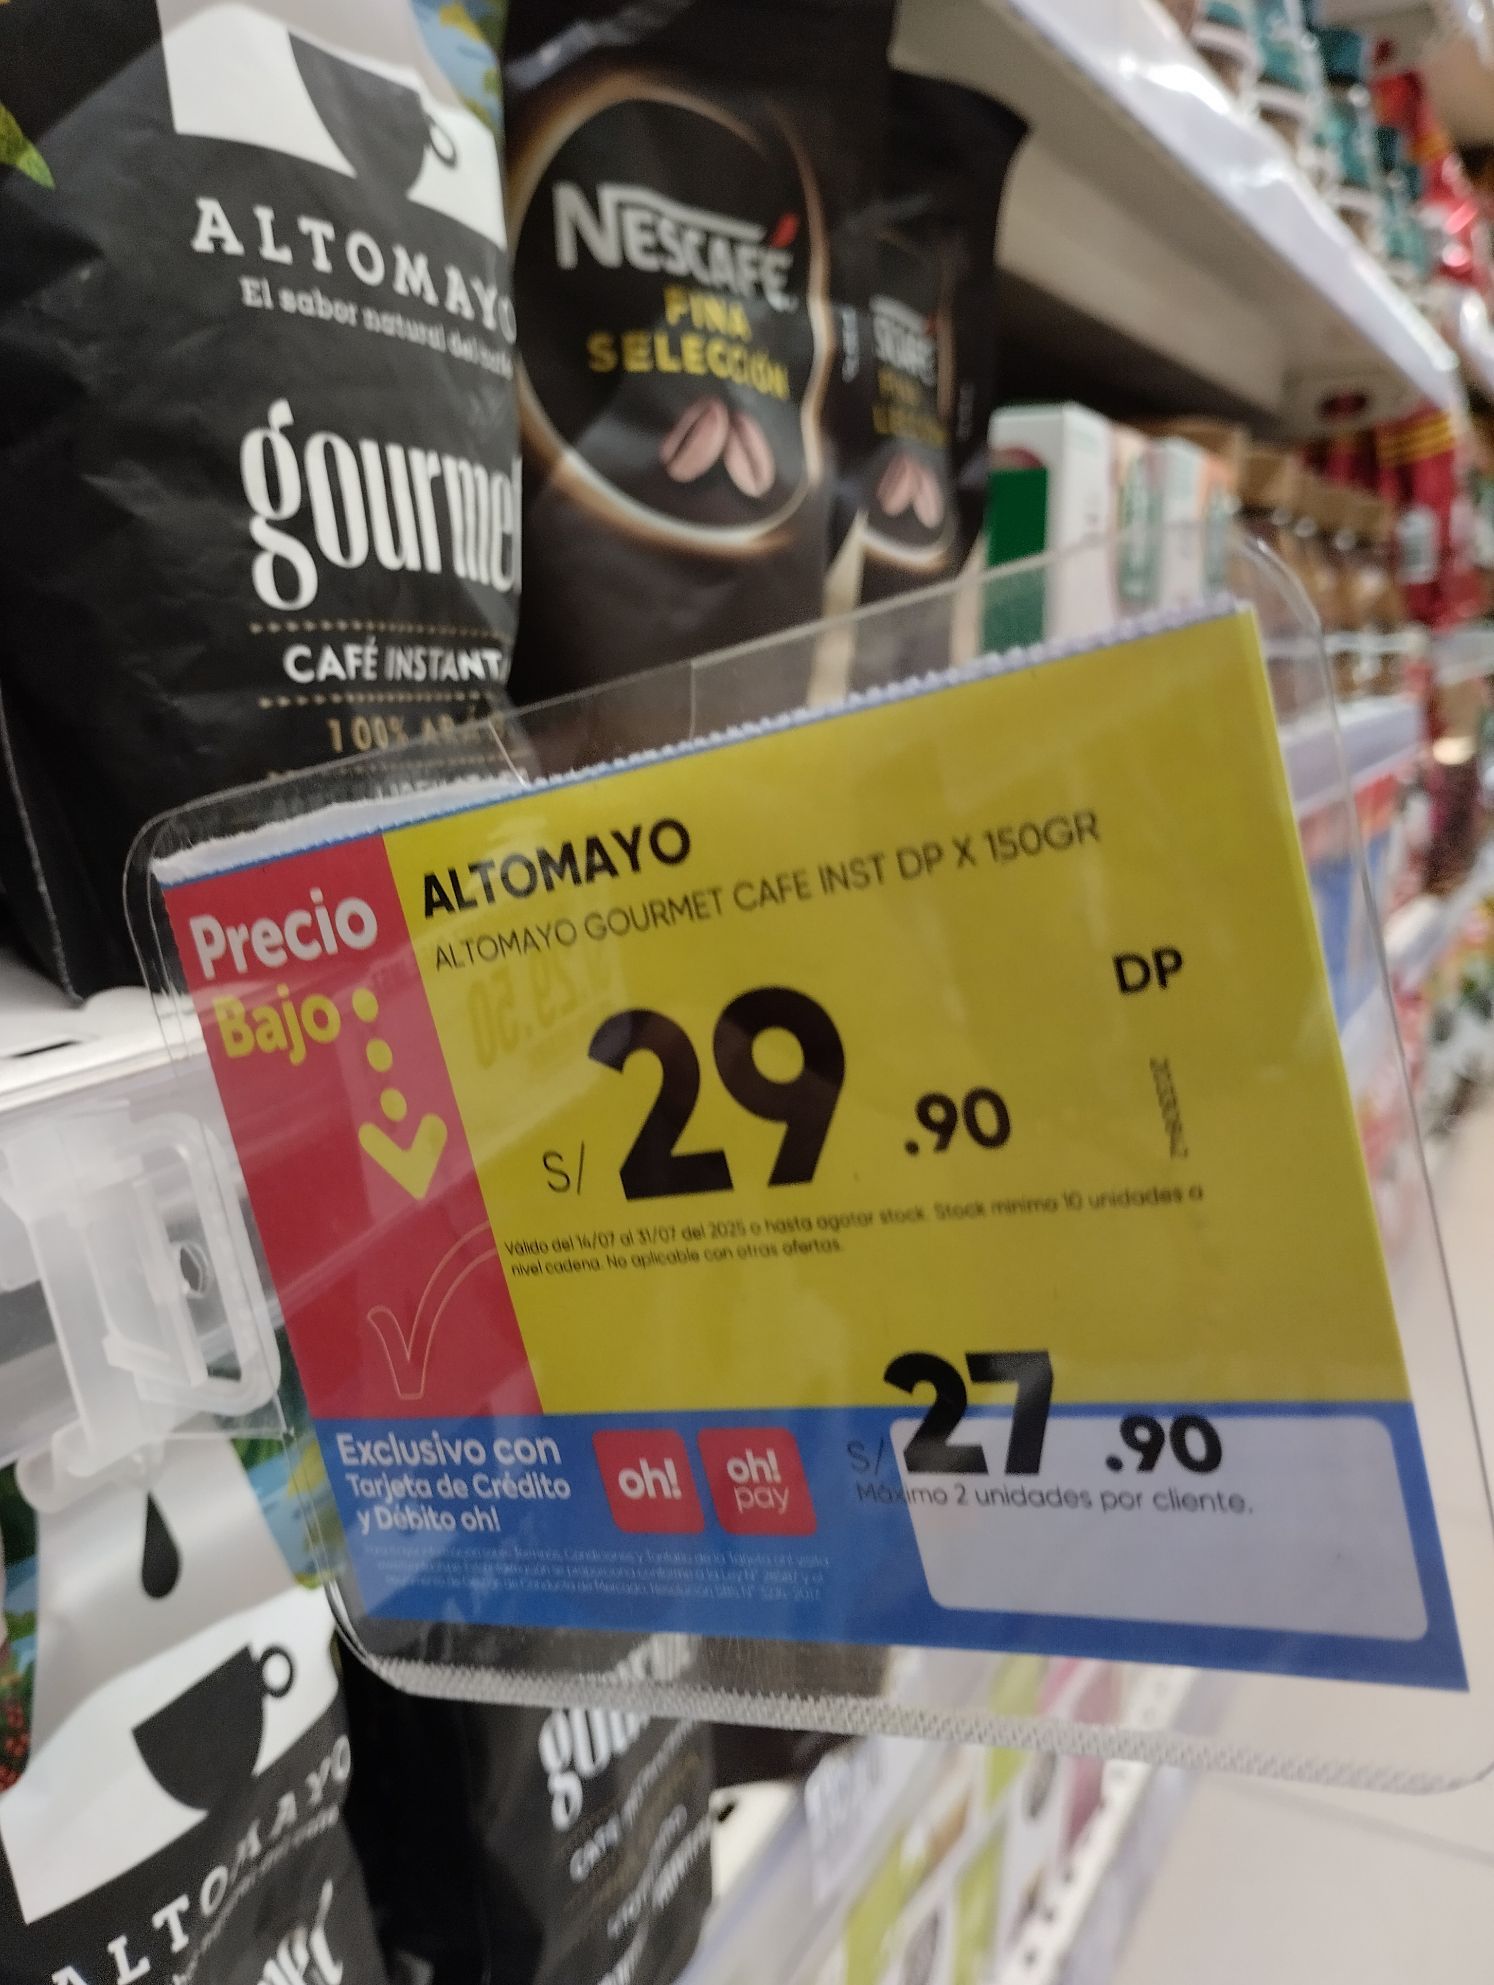 ALTOMAYO
El sabor natural del
gourmet
CAFÉ INSTANT
100%
NESCAFÉ
FINA
SELECCIÓN
Precio
Bajo
ALTOMAYO
ALTOMAYO GOURMET CAFE INST DP X 150GR
DP
S/ 29 .90
Válido del 14/07 al 31/07 del 2025 o hasta agotar stock. Stock mínimo 10 unidades a
nivel cadena. No aplicable con otras ofertas.
Exclusivo con
Tarjeta de Crédito
y Débito oh!
oh!
oh!
pay
S/ 27 .90
Máximo 2 unidades por cliente.
ALTOMAYO